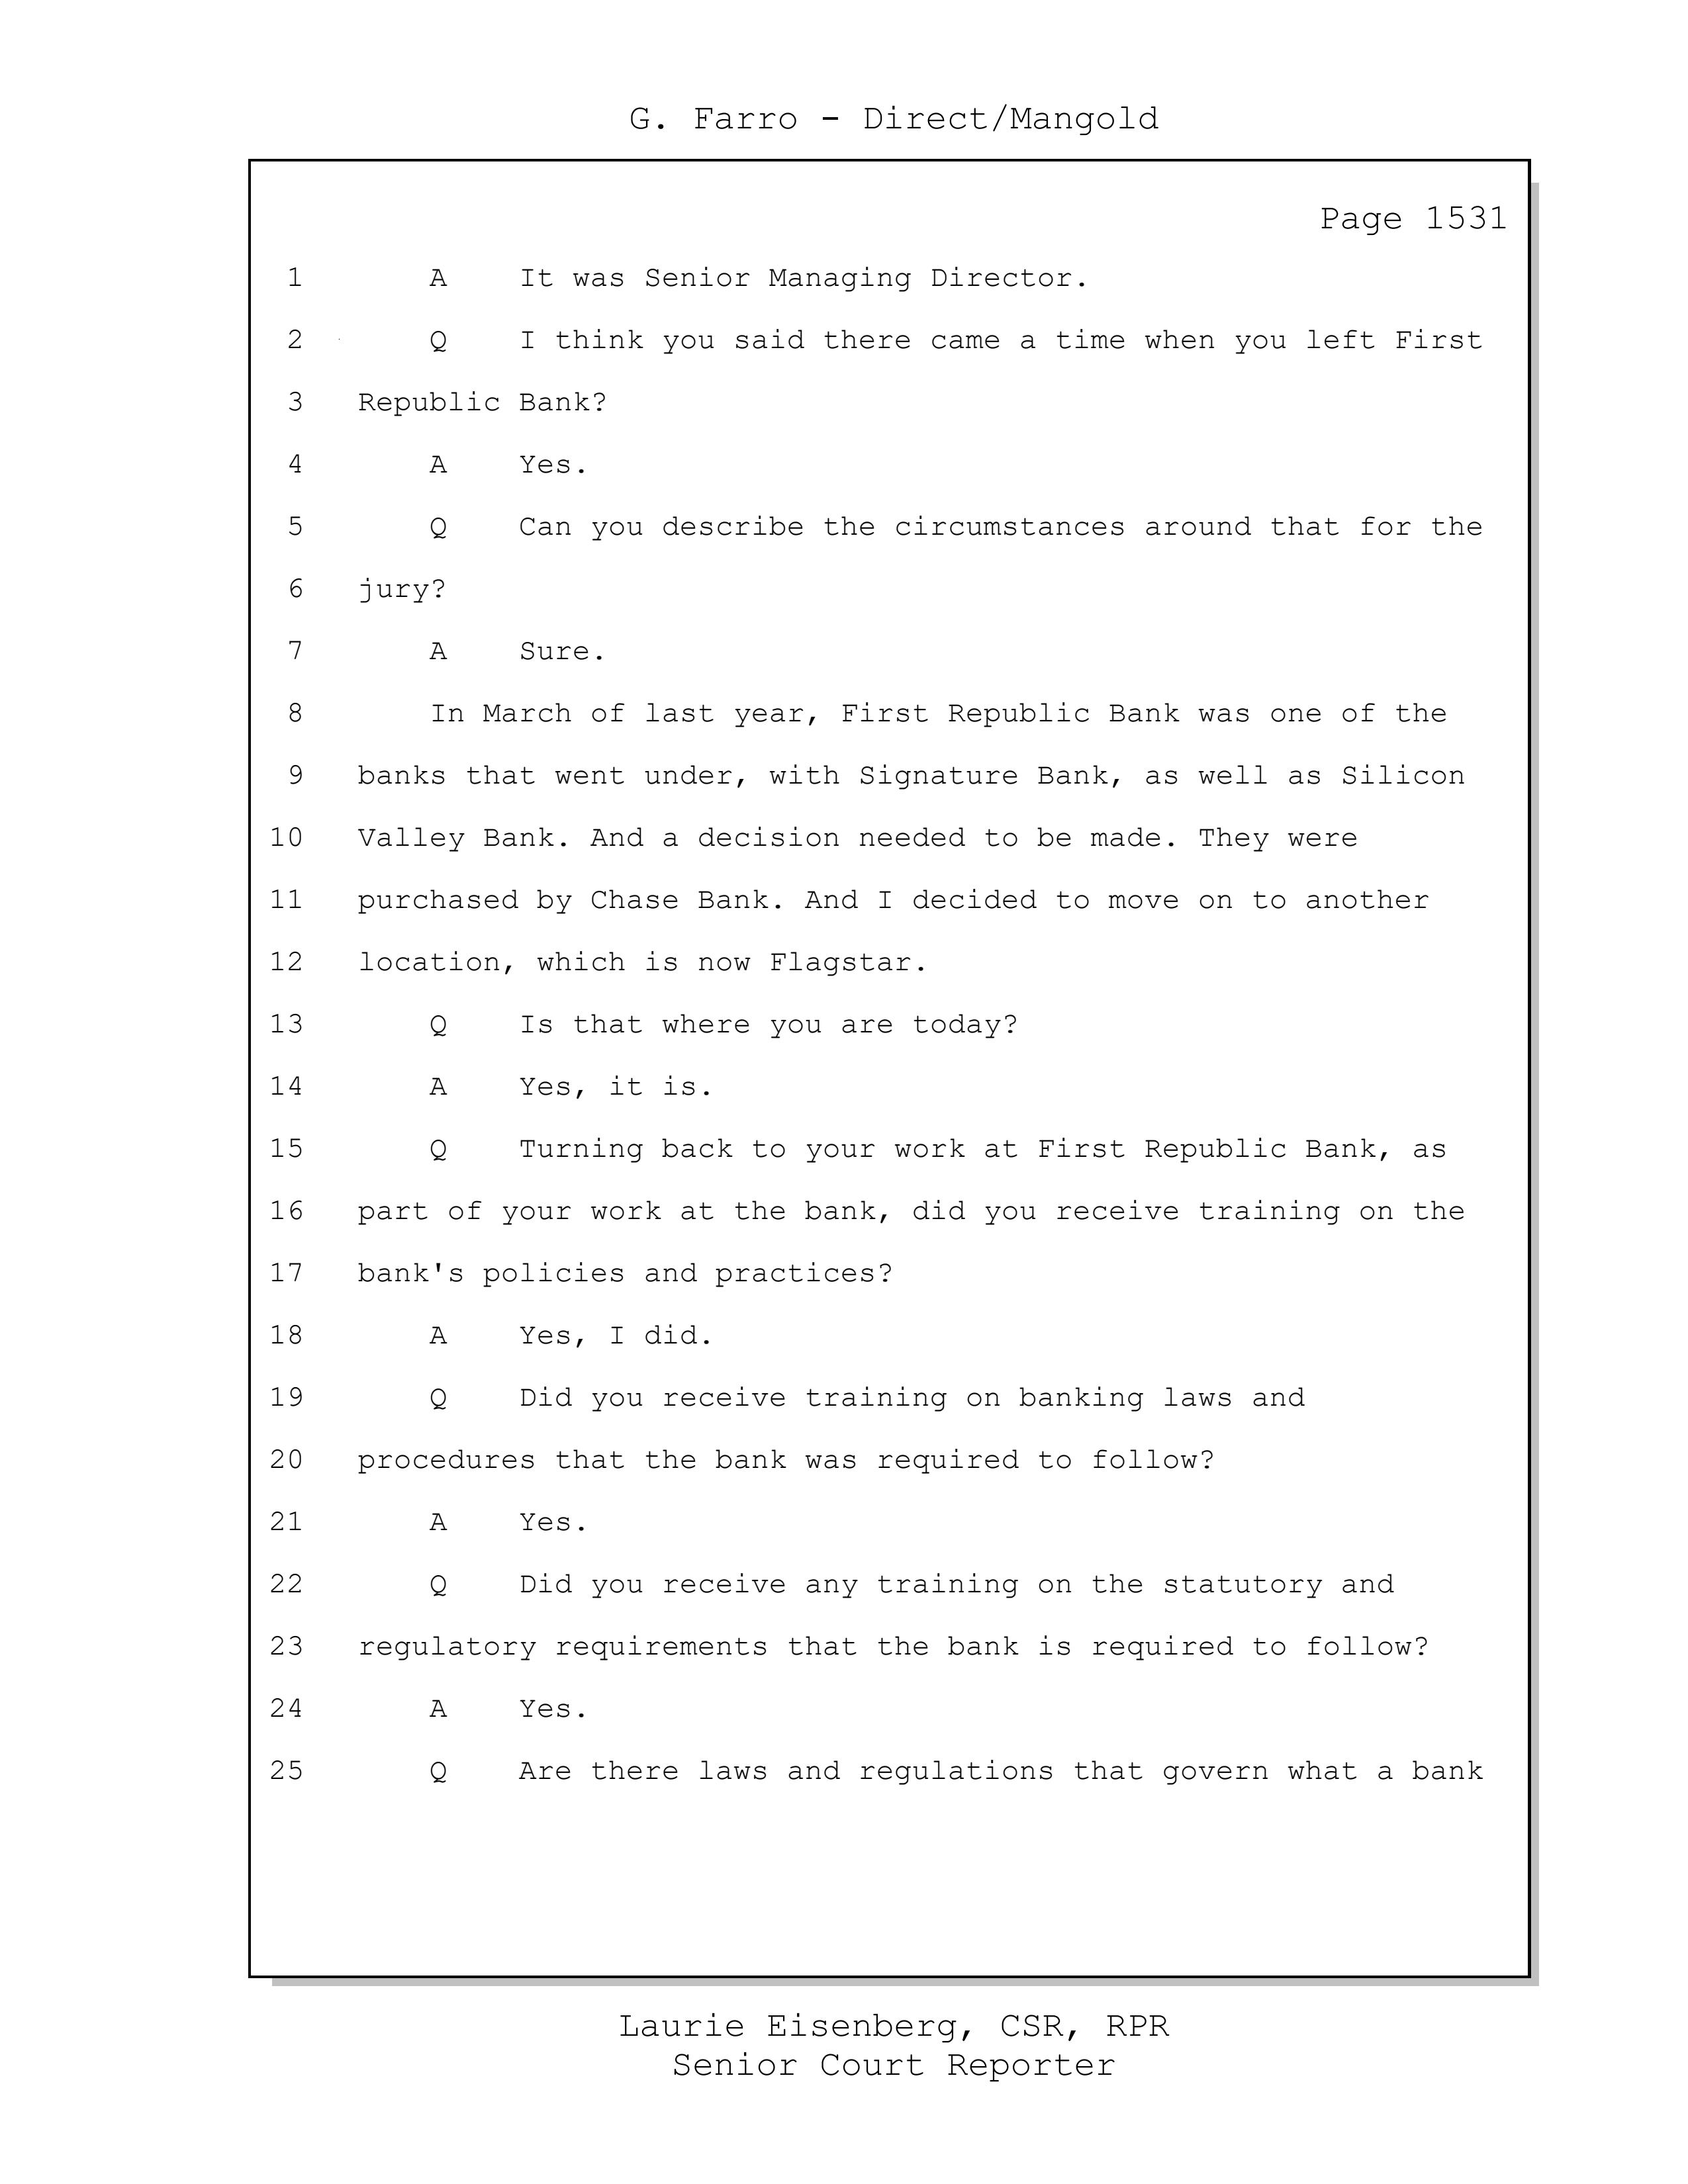 G. Farro - Direct/Mangold
Page 1531
1 A It was Senior Managing Director.
2 Q I think you said there came a time when you left First
3 Republic Bank?
4 A Yes.
5 Q Can you describe the circumstances around that for the
6 jury?
7 A Sure.
8 In March of last year, First Republic Bank was one of the
9 banks that went under, with Signature Bank, as well as Silicon
10 Valley Bank. And a decision needed to be made. They were
11 purchased by Chase Bank. And I decided to move on to another
12 location, which is now Flagstar.
13 Q Is that where you are today?
14 A Yes, it is.
15 Q Turning back to your work at First Republic Bank, as
16 part of your work at the bank, did you receive training on the
17 bank's policies and practices?
18 A Yes, I did.
19 Q Did you receive training on banking laws and
20 procedures that the bank was required to follow?
21 A Yes.
22 Q Did you receive any training on the statutory and
23 regulatory requirements that the bank is required to follow?
24 A Yes.
25 Q Are there laws and regulations that govern what a bank
Laurie Eisenberg, CSR, RPR
Senior Court Reporter